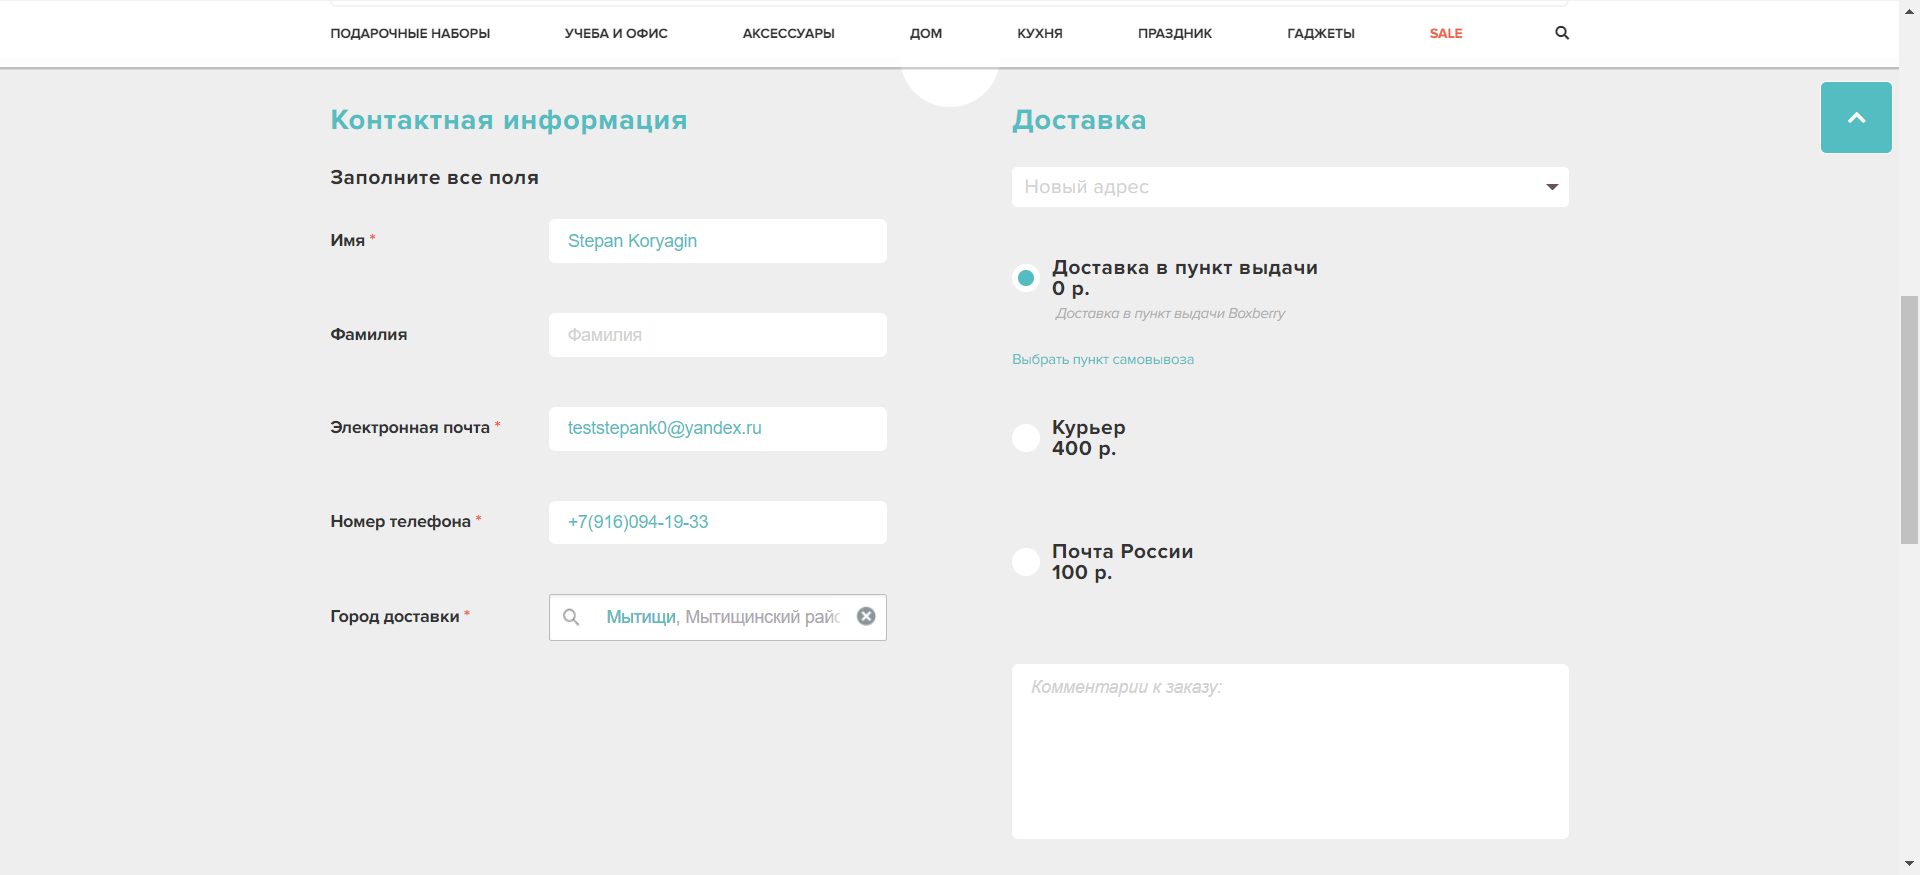 ПОДАРОЧНЫЕ НАБОРЫ УЧЕБА И ОФИС АКСЕССУАРЫ ДОМ КУХНЯ ПРАЗДНИК ГАДЖЕТЫ SALE
Контактная информация
Заполните все поля
Имя *
Stepan Koryagin
Фамилия
Фамилия
Электронная почта *
teststepank0@yandex.ru
Номер телефона *
+7(916)094-19-33
Город доставки *
Мытищи, Мытищинский райо
Доставка
Новый адрес
Доставка в пункт выдачи
0 р.
Доставка в пункт выдачи Boxberry
Выбрать пункт самовывоза
Курьер
400 р.
Почта России
100 р.
Комментарии к заказу: